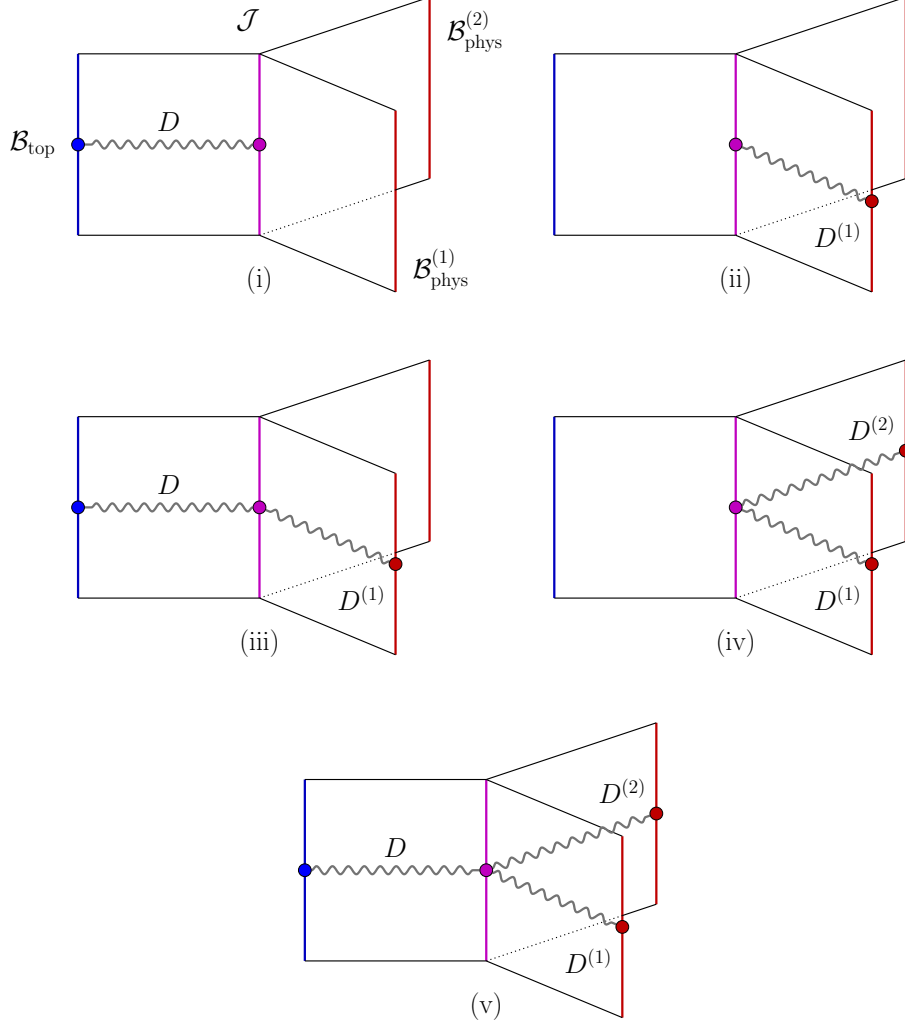 𝒥
ℬ_phys^(2)
D
ℬ_top
ℬ_phys^(1)
(i)
D^(1)
(ii)
D
D^(1)
(iii)
D^(2)
D^(1)
(iv)
D^(2)
D
D^(1)
(v)